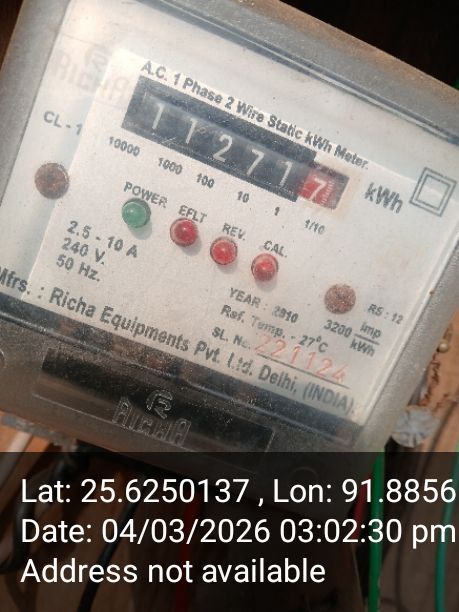 RICHA
A.C. 1 Phase 2 Wire Static kWh Meter.
CL - 1
1 1 2 7 1 7
kWh
10000 1000 100 10 1 1/10
POWER EFLT REV. CAL.
2.5 - 10 A
240 V.
50 Hz.
YEAR : 2010
RS : 12
Ref. Temp. - 27°C
3200 imp
kWh
SL. No. 221124
Mfrs. : Richa Equipments Pvt. Ltd. Delhi, (INDIA)
RICHA
Lat: 25.6250137 , Lon: 91.8856
Date: 04/03/2026 03:02:30 pm
Address not available